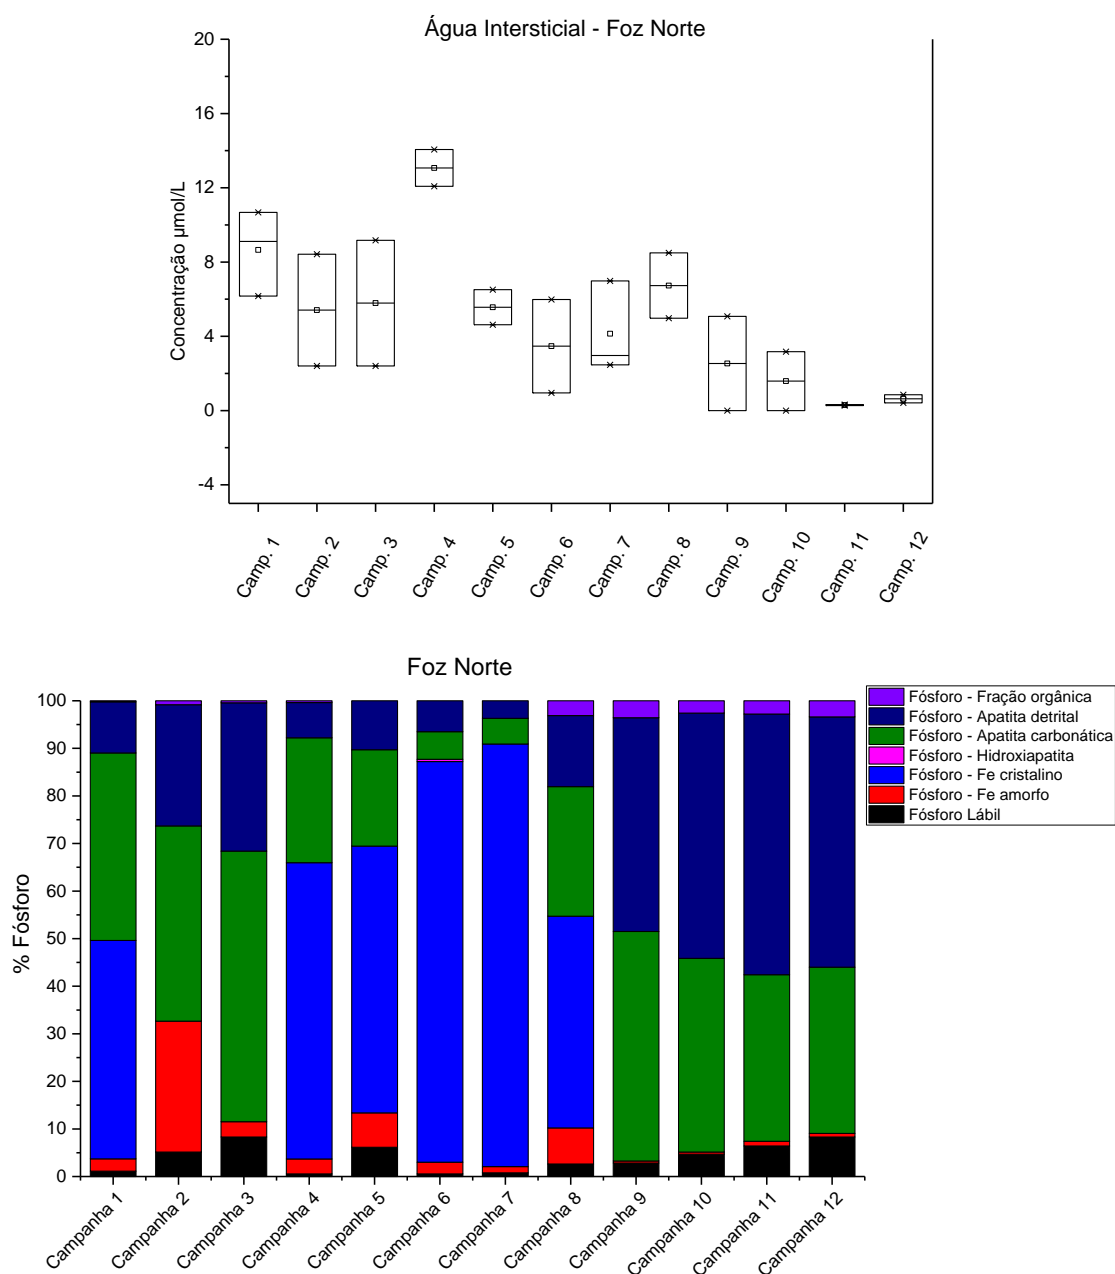 Água Intersticial - Foz Norte
Concentração µmol/L
20
16
12
8
4
0
-4
Camp. 1
Camp. 2
Camp. 3
Camp. 4
Camp. 5
Camp. 6
Camp. 7
Camp. 8
Camp. 9
Camp. 10
Camp. 11
Camp. 12
Foz Norte
% Fósforo
100
90
80
70
60
50
40
30
20
10
0
Campanha 1
Campanha 2
Campanha 3
Campanha 4
Campanha 5
Campanha 6
Campanha 7
Campanha 8
Campanha 9
Campanha 10
Campanha 11
Campanha 12
Fósforo - Fração orgânica
Fósforo - Apatita detrital
Fósforo - Apatita carbonática
Fósforo - Hidroxiapatita
Fósforo - Fe cristalino
Fósforo - Fe amorfo
Fósforo Lábil